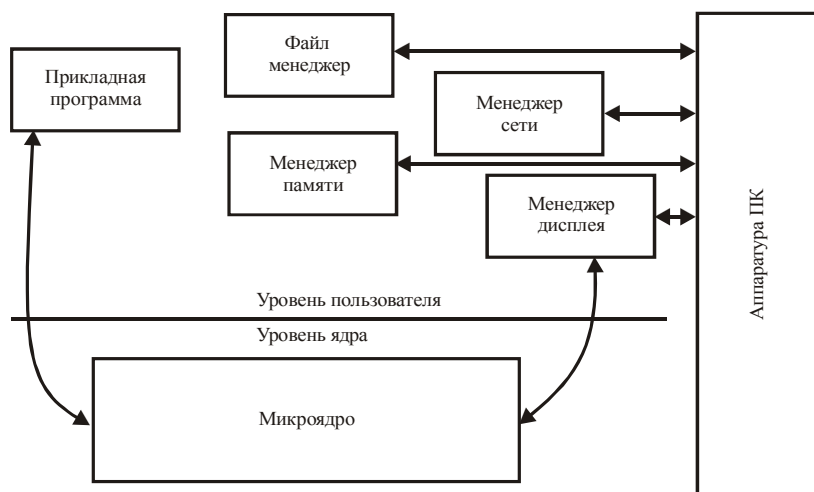 Файл
менеджер
Прикладная
программа
Менеджер
сети
Менеджер
памяти
Менеджер
дисплея
Аппаратура ПК
Уровень пользователя
Уровень ядра
Микроядро